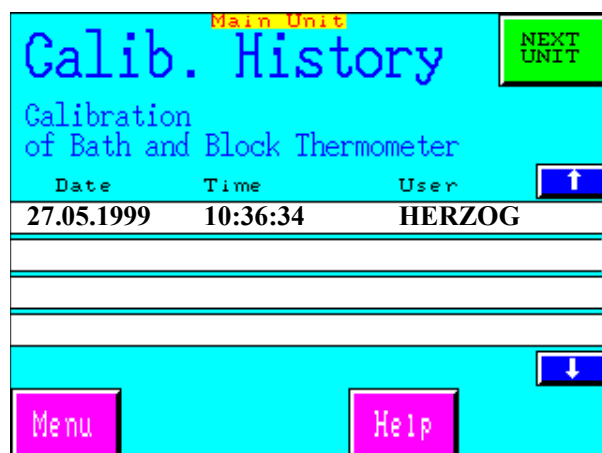 Main Unit
Calib. History
NEXT
UNIT
Calibration
of Bath and Block Thermometer
Date Time User
27.05.1999 10:36:34 HERZOG
Menu Help